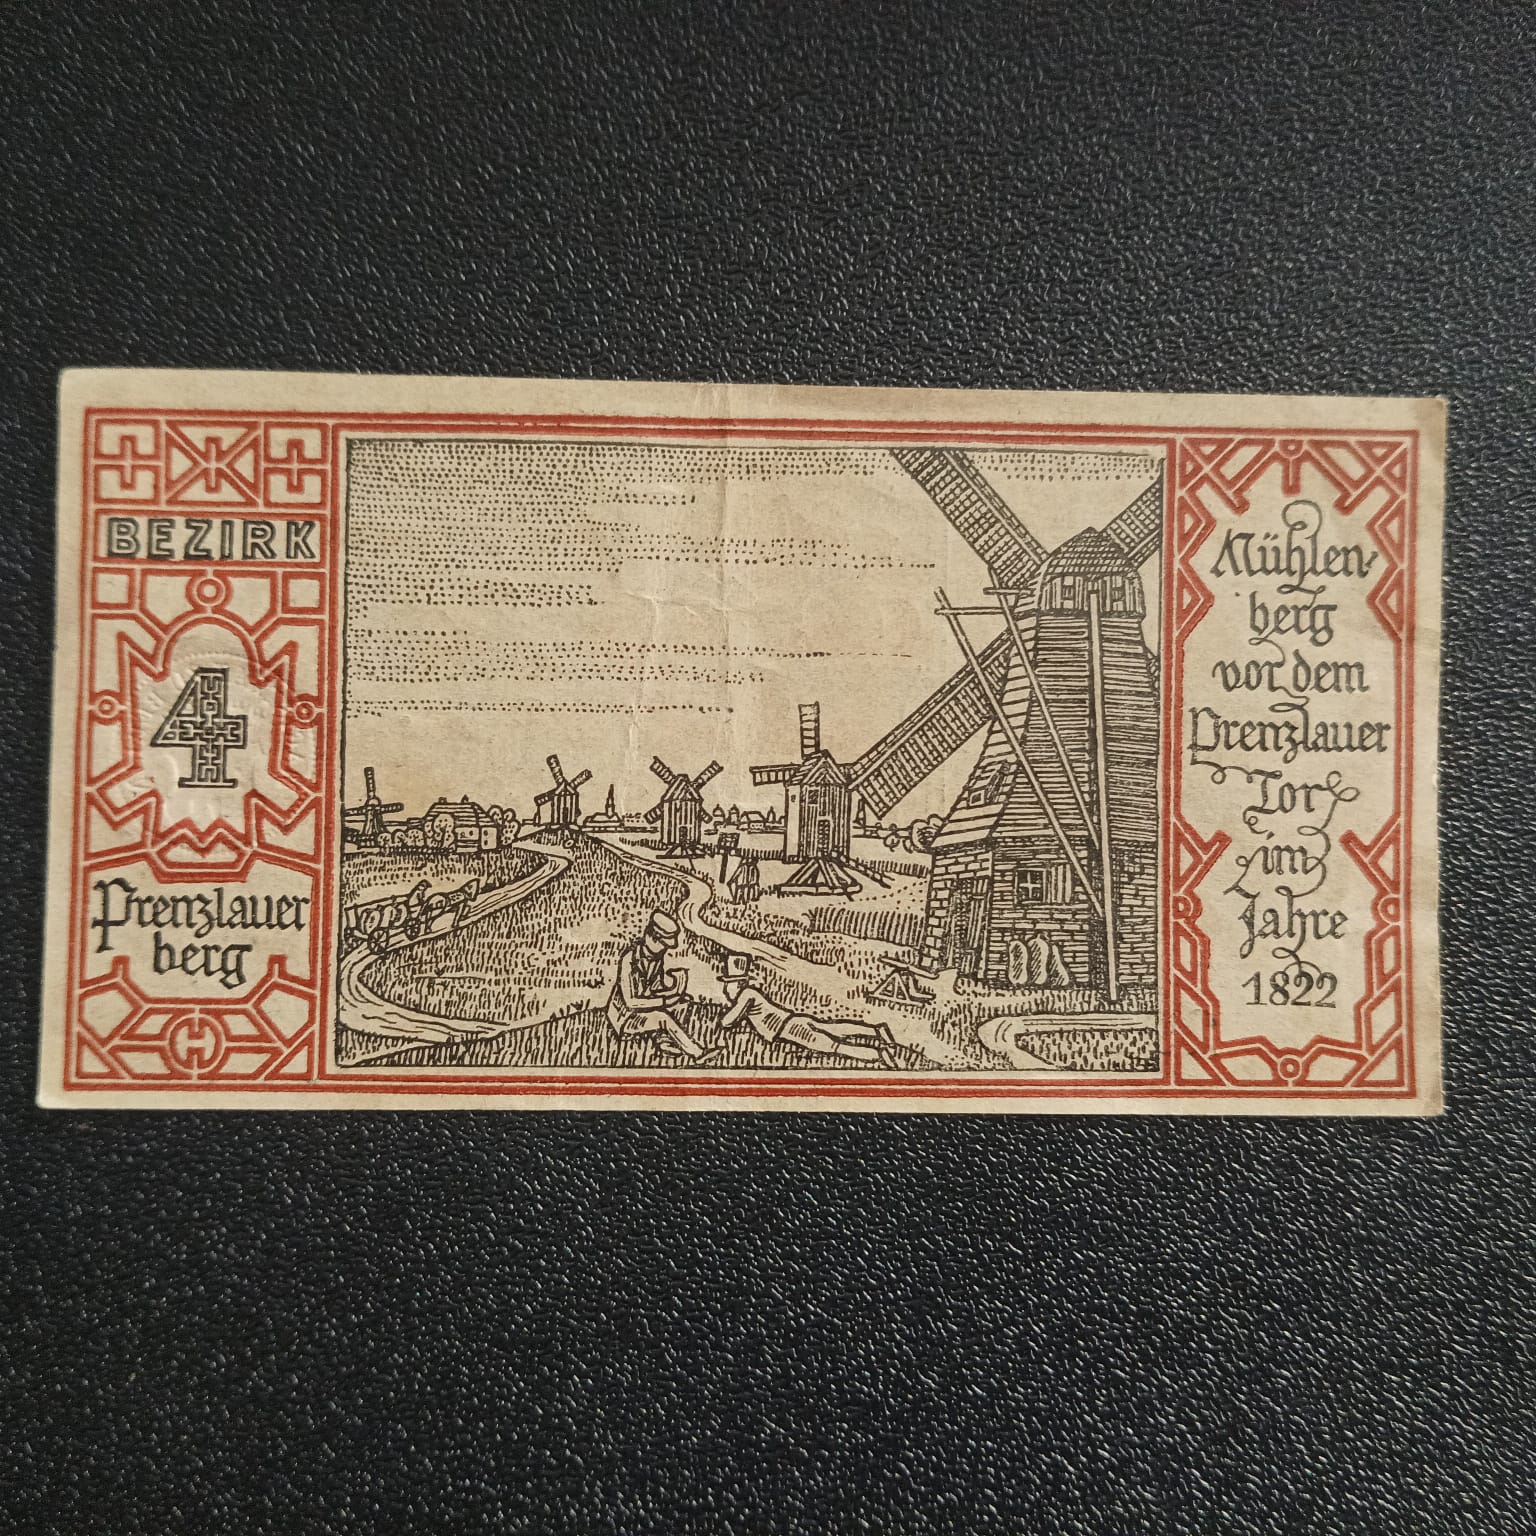 BEZIRK
4
Prenzlauer
berg
Mühlen-
berg
vor dem
Prenzlauer
Tor
im
Jahre
1822